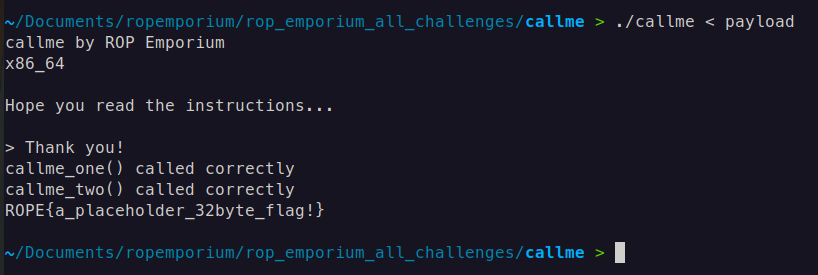 ~/Documents/ropemporium/rop_emporium_all_challenges/callme > ./callme < payload
callme by ROP Emporium
x86_64
Hope you read the instructions...
> Thank you!
callme_one() called correctly
callme_two() called correctly
ROPE{a_placeholder_32byte_flag!}
~/Documents/ropemporium/rop_emporium_all_challenges/callme >